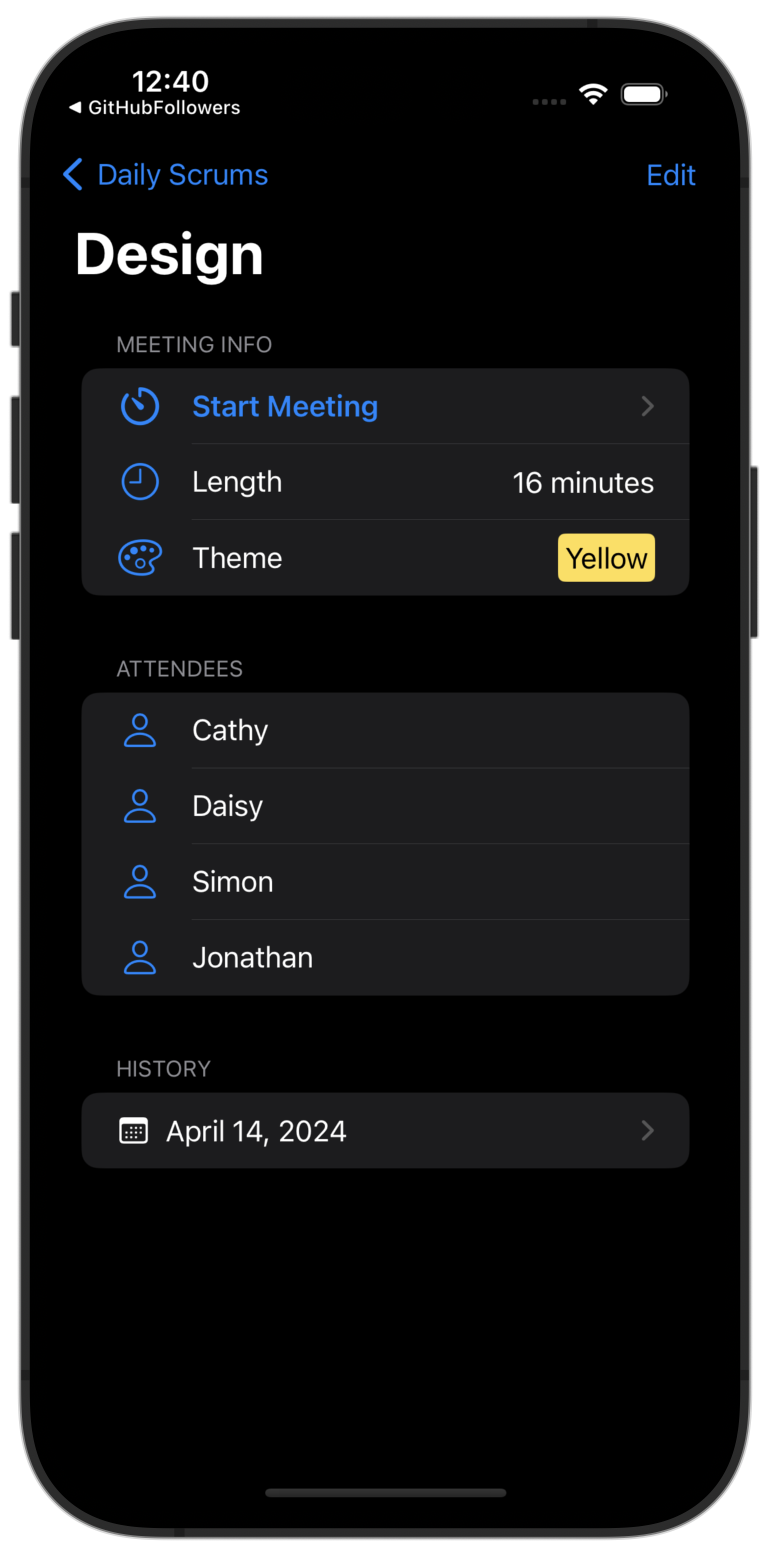 12:40
◀ GitHubFollowers
Daily Scrums
Edit
Design
MEETING INFO
Start Meeting
Length
16 minutes
Theme
Yellow
ATTENDEES
Cathy
Daisy
Simon
Jonathan
HISTORY
April 14, 2024